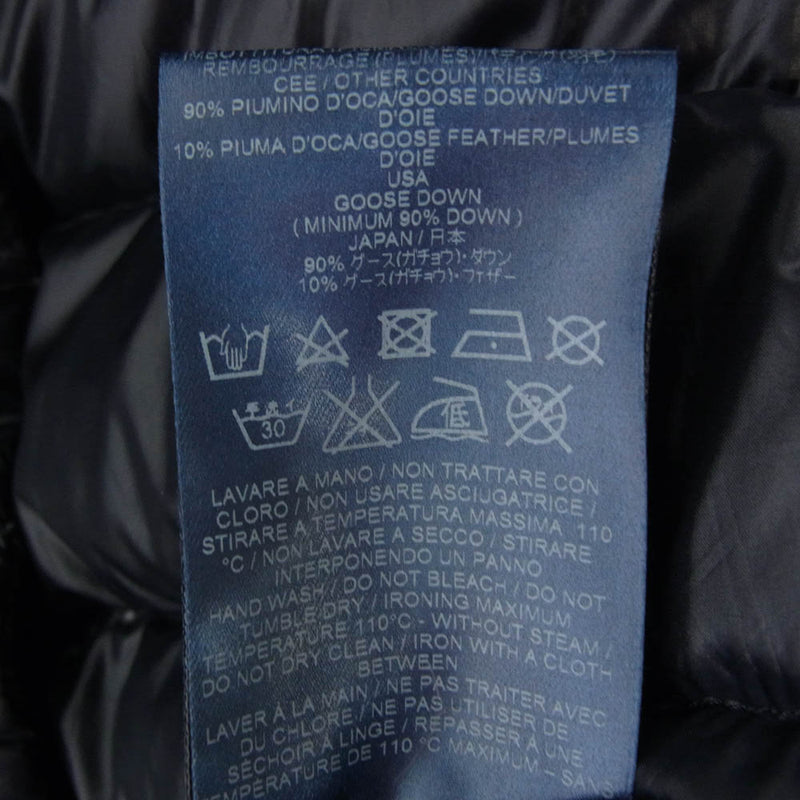 REMBOURRAGE (PLUMES)
CEE / OTHER COUNTRIES
90% PIUMINO D'OCA/GOOSE DOWN/DUVET
D'OIE
10% PIUMA D'OCA/GOOSE FEATHER/PLUMES
D'OIE
USA
GOOSE DOWN
( MINIMUM 90% DOWN )
JAPAN / 日本
90% グース(ガチョウ)・ダウン
10% グース(ガチョウ)・フェザー
手洗イ
30
低
LAVARE A MANO / NON TRATTARE CON
CLORO / NON USARE ASCIUGATRICE /
STIRARE A TEMPERATURA MASSIMA 110
°C / NON LAVARE A SECCO / STIRARE
INTERPONENDO UN PANNO
HAND WASH / DO NOT BLEACH / DO NOT
TUMBLE DRY / IRONING MAXIMUM
TEMPERATURE 110°C - WITHOUT STEAM /
DO NOT DRY CLEAN / IRON WITH A CLOTH
BETWEEN
LAVER A LA MAIN / NE PAS TRAITER AVEC
DU CHLORE / NE PAS UTILISER DE
SÉCHOIR À LINGE / REPASSER À UNE
TEMPÉRATURE DE 110 °C MAXIMUM - SANS